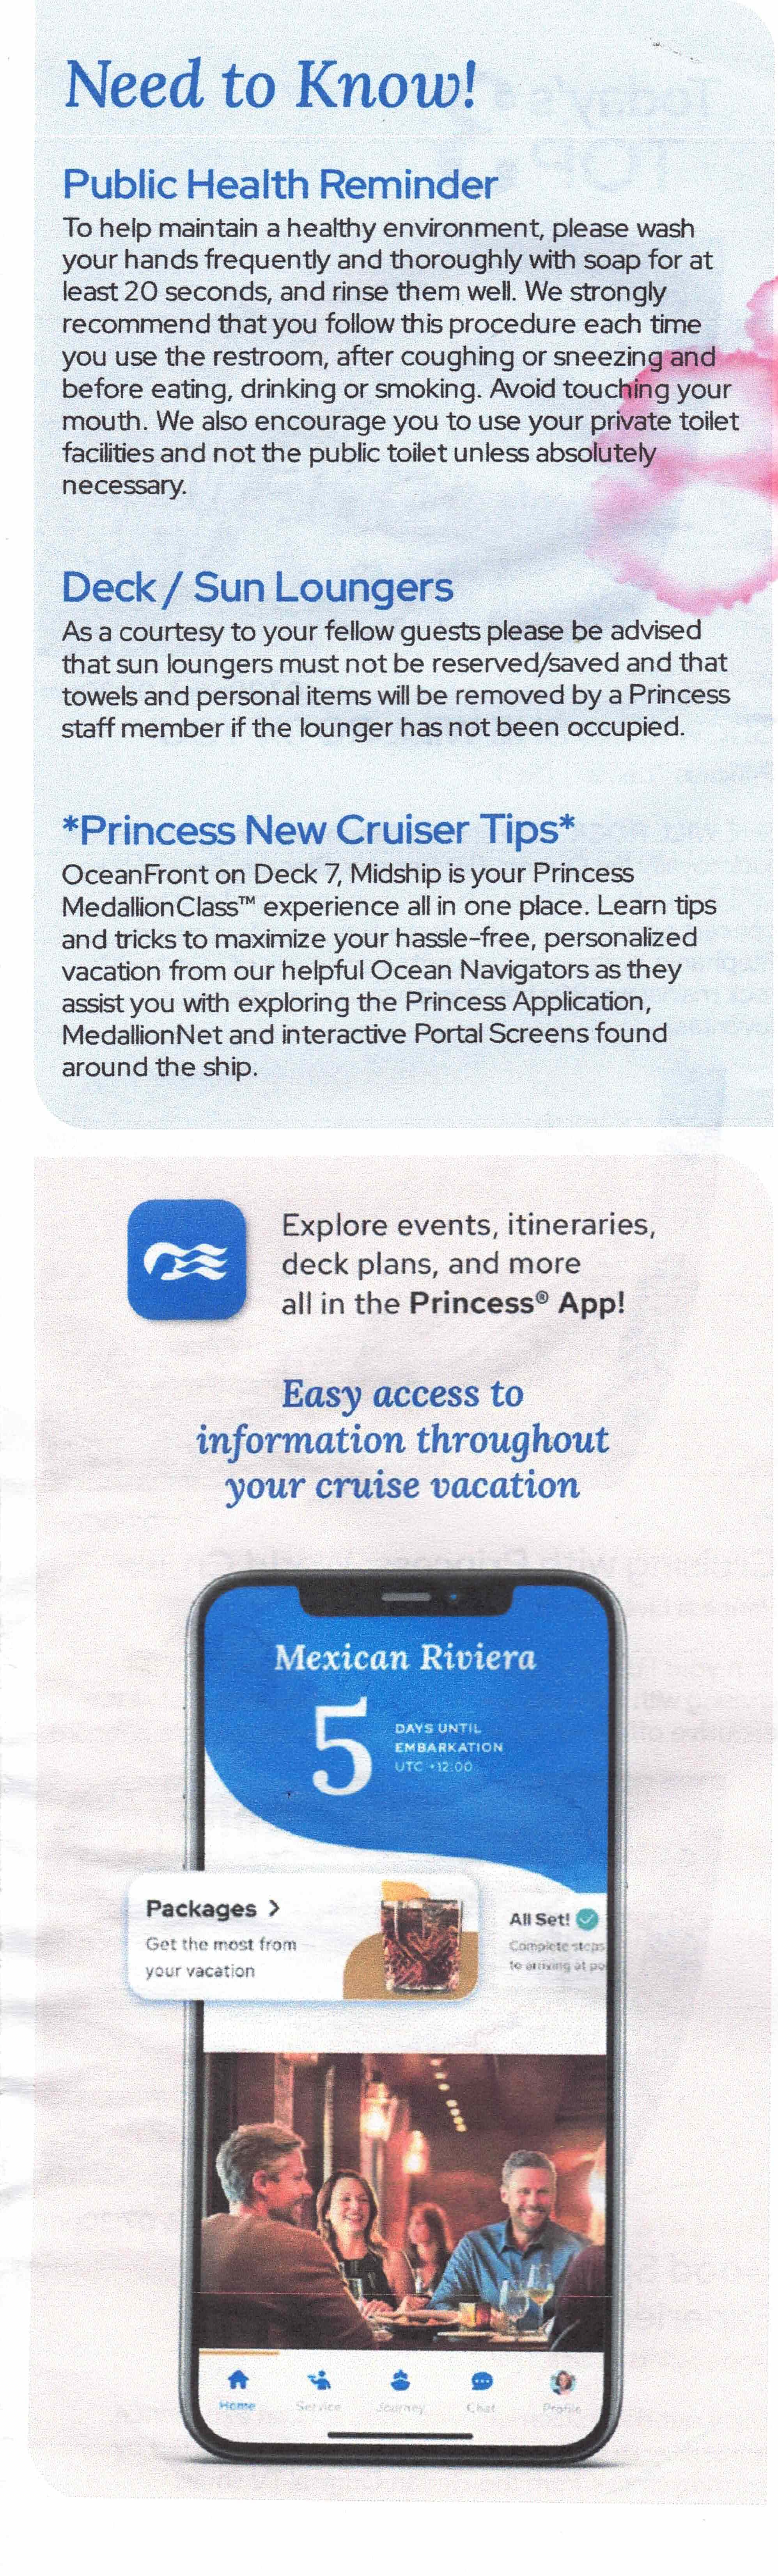 Need to Know!
Public Health Reminder
To help maintain a healthy environment, please wash
your hands frequently and thoroughly with soap for at
least 20 seconds, and rinse them well. We strongly
recommend that you follow this procedure each time
you use the restroom, after coughing or sneezing and
before eating, drinking or smoking. Avoid touching your
mouth. We also encourage you to use your private toilet
facilities and not the public toilet unless absolutely
necessary.
Deck / Sun Loungers
As a courtesy to your fellow guests please be advised
that sun loungers must not be reserved/saved and that
towels and personal items will be removed by a Princess
staff member if the lounger has not been occupied.
*Princess New Cruiser Tips*
OceanFront on Deck 7, Midship is your Princess
MedallionClass™ experience all in one place. Learn tips
and tricks to maximize your hassle-free, personalized
vacation from our helpful Ocean Navigators as they
assist you with exploring the Princess Application,
MedallionNet and interactive Portal Screens found
around the ship.
Explore events, itineraries,
deck plans, and more
all in the Princess® App!
Easy access to
information throughout
your cruise vacation
Mexican Riviera
5
DAYS UNTIL
EMBARKATION
UTC +12:00
Packages >
Get the most from
your vacation
All Set!
Complete steps
to arriving at po
Home Service Journey Chat Profile